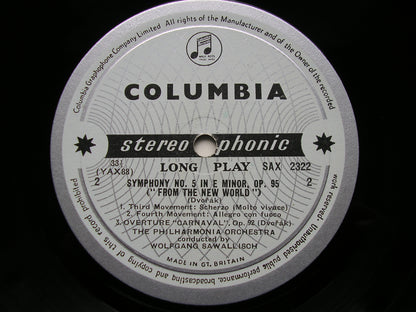 Columbia Graphophone Company Limited. All rights of the Manufacturer and of the Owner of the recorded
work reserved. Unauthorised public performance, broadcasting and copying of this record prohibited
COLUMBIA
stereophonic
33⅓ LONG PLAY SAX 2322
(YAX88)
2 SYMPHONY NO. 5 IN E MINOR, OP. 95 2
("FROM THE NEW WORLD")
(Dvořák)
1. Third Movement: Scherzo (Molto vivace)
2. Fourth Movement: Allegro con fuoco
3. OVERTURE, "CARNAVAL", Op. 92 (Dvořák)
THE PHILHARMONIA ORCHESTRA
conducted by
WOLFGANG SAWALLISCH
MADE IN GT. BRITAIN